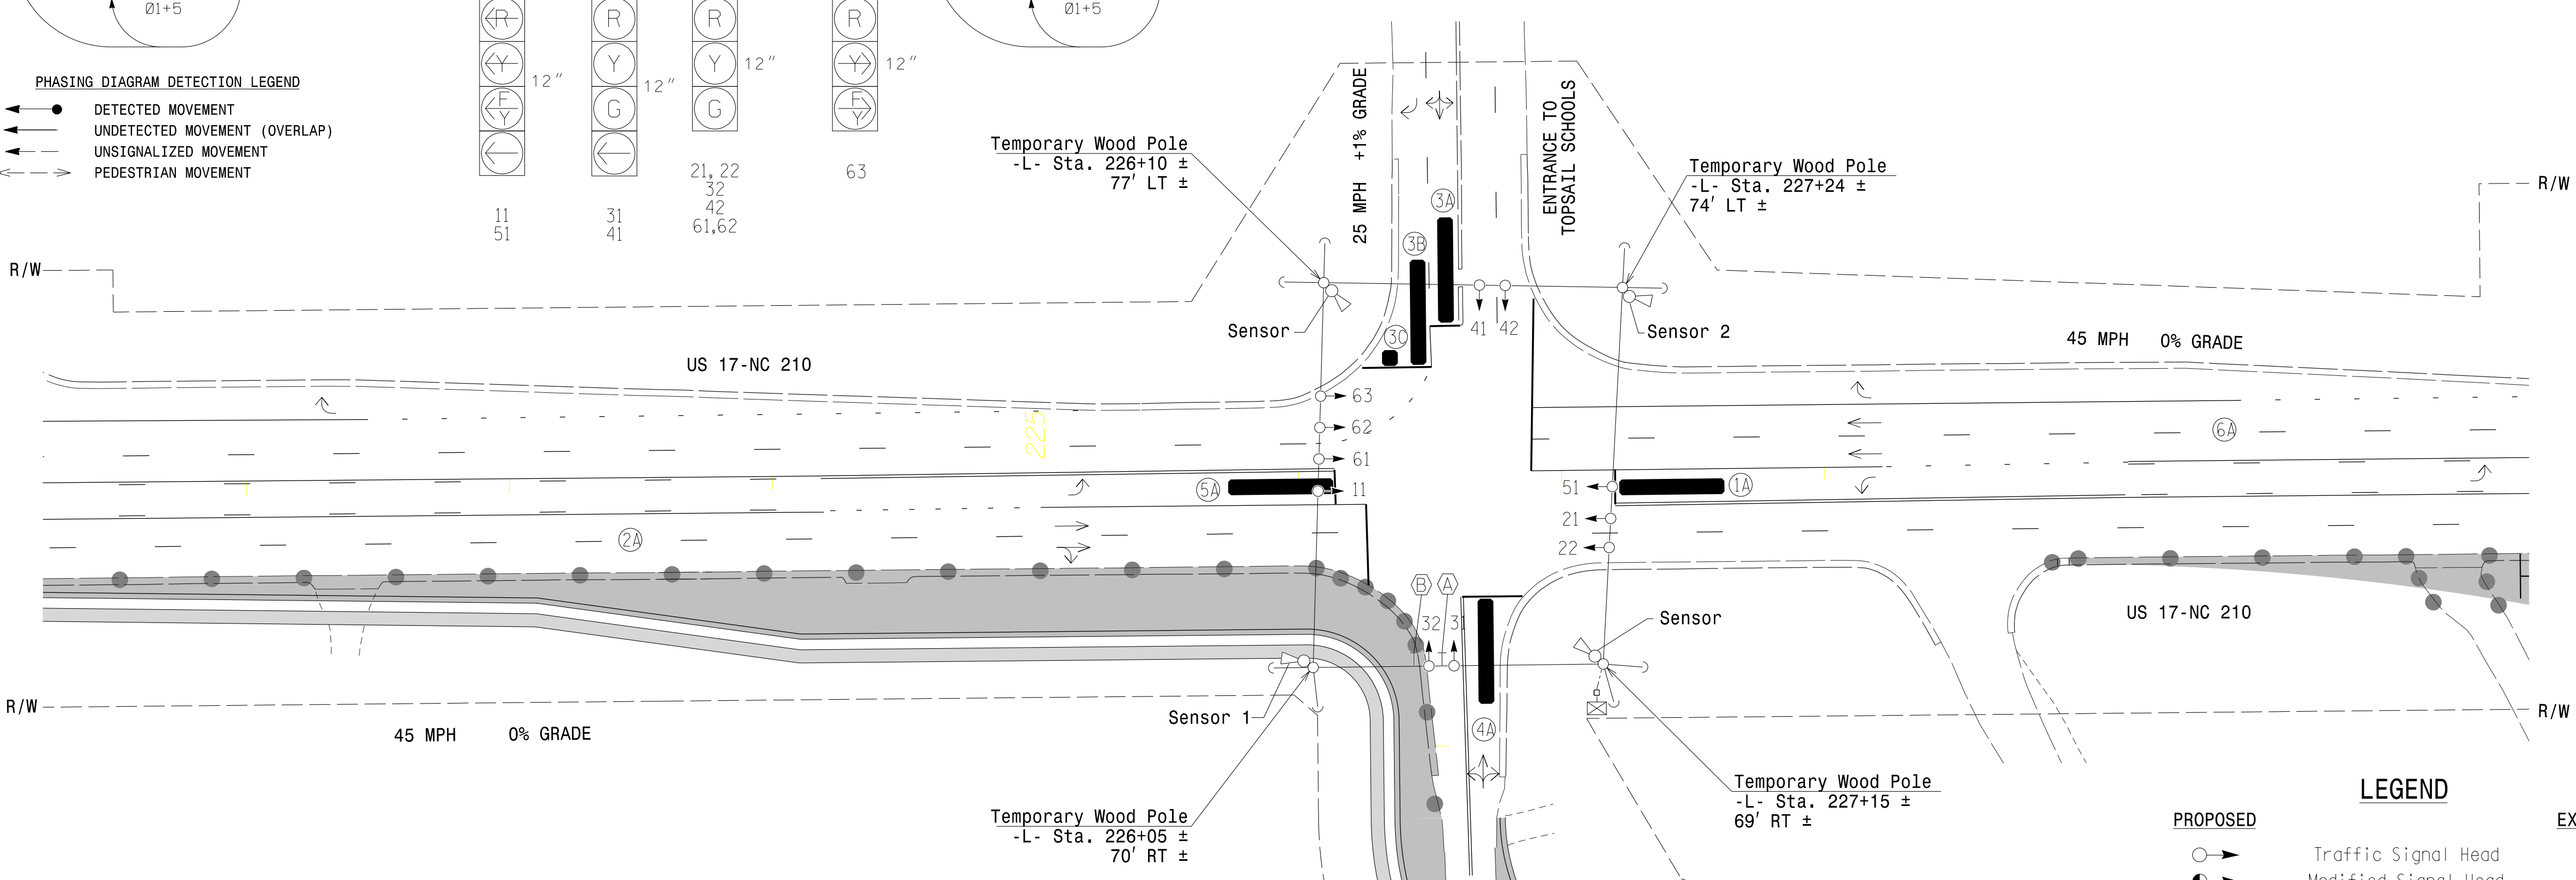 Ø1+5
Ø1+5
R
R
R
R
Y
Y
Y
Y
12"
12"
12"
12"
F
Y
G
G
F
Y
PHASING DIAGRAM DETECTION LEGEND
DETECTED MOVEMENT
UNDETECTED MOVEMENT (OVERLAP)
UNSIGNALIZED MOVEMENT
PEDESTRIAN MOVEMENT
11
51
31
41
21, 22
32
42
61,62
63
Temporary Wood Pole
-L- Sta. 226+10 ±
77' LT ±
25 MPH +1% GRADE
ENTRANCE TO
TOPSAIL SCHOOLS
Temporary Wood Pole
-L- Sta. 227+24 ±
74' LT ±
R/W
R/W
3A
3B
3C
Sensor
41
42
Sensor 2
US 17-NC 210
45 MPH 0% GRADE
63
62
61
11
225
6A
5A
51
1A
21
22
2A
B
A
32
31
Sensor
US 17-NC 210
R/W
45 MPH 0% GRADE
Sensor 1
4A
R/W
Temporary Wood Pole
-L- Sta. 226+05 ±
70' RT ±
Temporary Wood Pole
-L- Sta. 227+15 ±
69' RT ±
LEGEND
PROPOSED
EX
Traffic Signal Head
Modified Signal Head